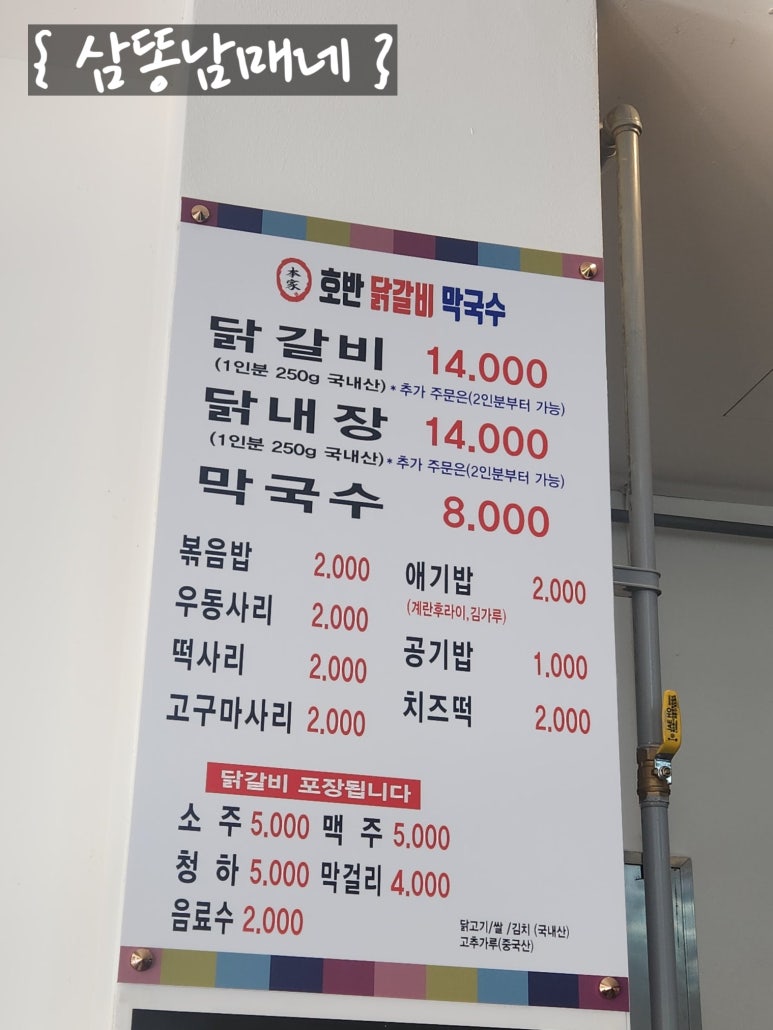 { 삼똥남매네 }
本家 호반 닭갈비 막국수
닭갈비 14.000
(1인분 250g 국내산) *추가 주문은(2인분부터 가능)
닭내장 14.000
(1인분 250g 국내산) *추가 주문은(2인분부터 가능)
막국수 8.000
볶음밥 2.000 애기밥 2.000
(계란후라이,김가루)
우동사리 2.000
떡사리 2.000 공기밥 1.000
고구마사리 2.000 치즈떡 2.000
닭갈비 포장됩니다
소 주 5.000 맥 주 5.000
청 하 5.000 막걸리 4.000
음료수 2.000
닭고기/쌀 /김치 (국내산)
고추가루(중국산)